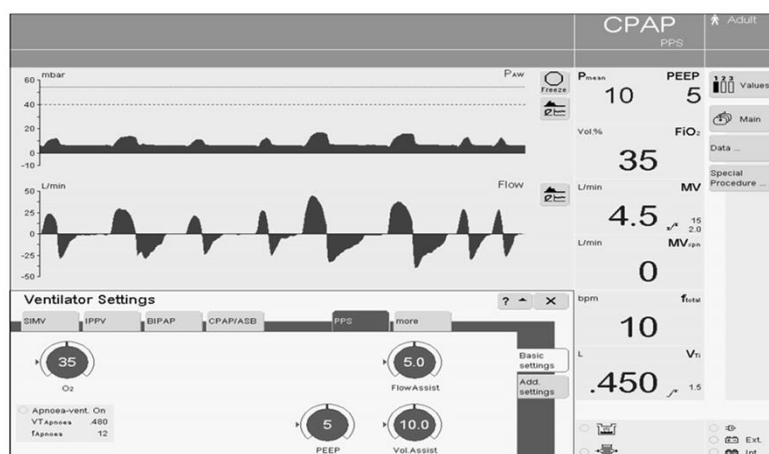 CPAP
PPS
Adult
mbar
PAW
60
40
20
0
-10
Freeze
L/min
Flow
50
25
0
-25
-50
Pmean PEEP
10 5
Vol.% FiO2
35
L/min MV
4.5 15
2.0
L/min MVspn
0
bpm ftotal
10
L VTi
.450 1.5
1 2 3
Values
Main
Data ...
Special
Procedure ...
Ventilator Settings ? X
SIMV IPPV BIPAP CPAP/ASB PPS more
35
O2
5.0
FlowAssist
Basic
settings
Add.
settings
Apnoea-vent. On
VTApnoea .480
fApnoea 12
5
PEEP
10.0
Vol.Assist
Ext.
Int.